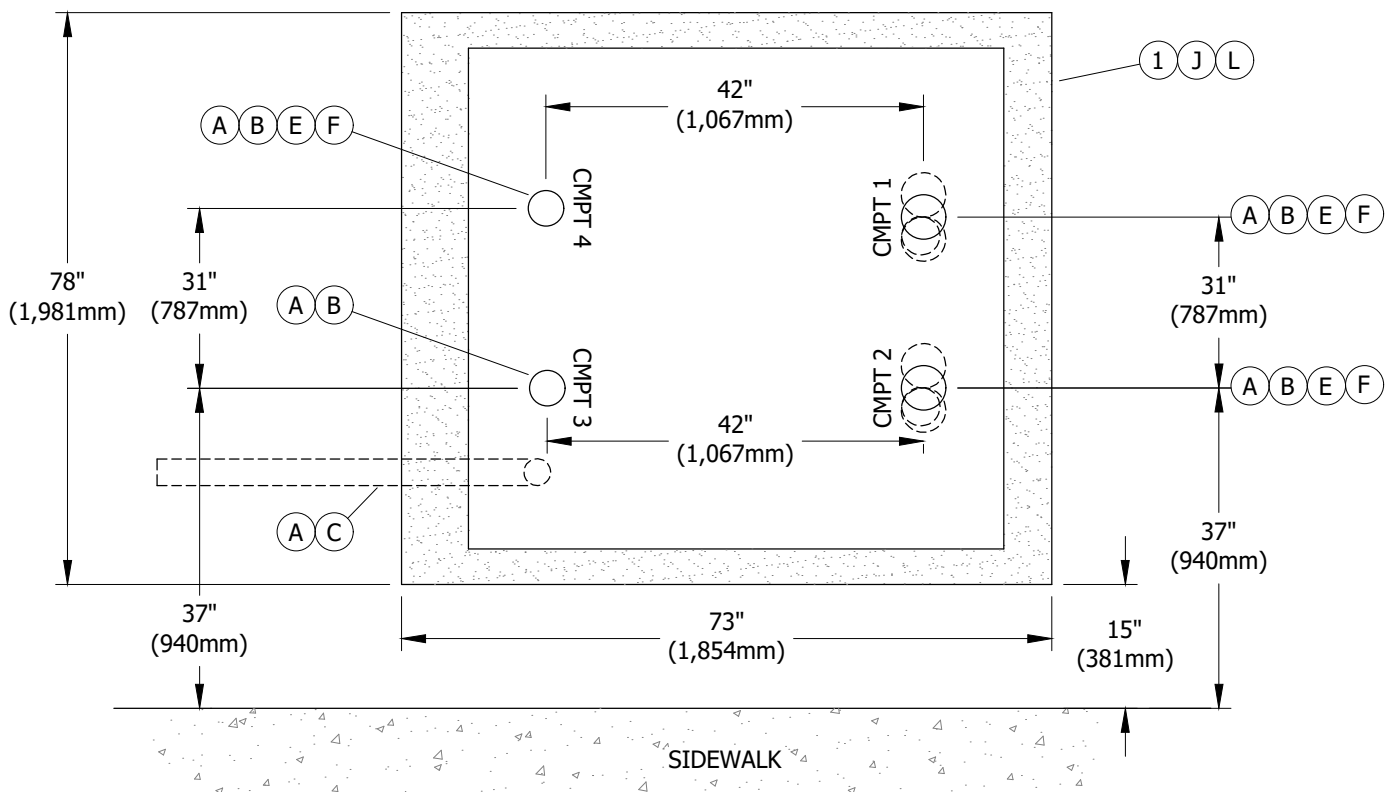 1 J L
42"
(1,067mm)
A B E F
CMPT 4
CMPT 1
A B E F
78"
(1,981mm)
31"
(787mm)
31"
(787mm)
A B
CMPT 3
CMPT 2
A B E F
42"
(1,067mm)
A C
37"
(940mm)
37"
(940mm)
73"
(1,854mm)
15"
(381mm)
SIDEWALK